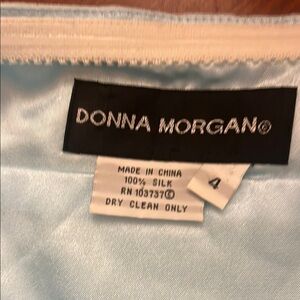 DONNA MORGAN©
MADE IN CHINA
100% SILK
RN 103737©
DRY CLEAN ONLY
4